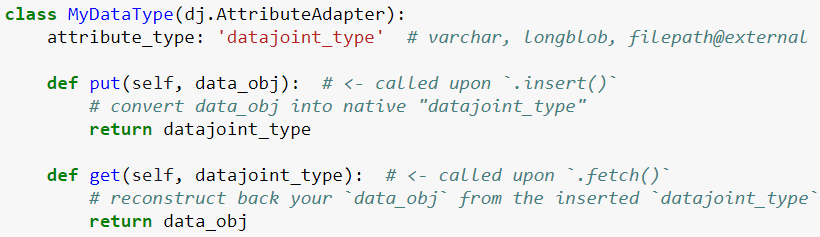 class MyDataType(dj.AttributeAdapter):
    attribute_type: 'datajoint_type'  # varchar, longblob, filepath@external

    def put(self, data_obj):  # <- called upon `.insert()`
        # convert data_obj into native "datajoint_type"
        return datajoint_type

    def get(self, datajoint_type):  # <- called upon `.fetch()`
        # reconstruct back your `data_obj` from the inserted `datajoint_type`
        return data_obj